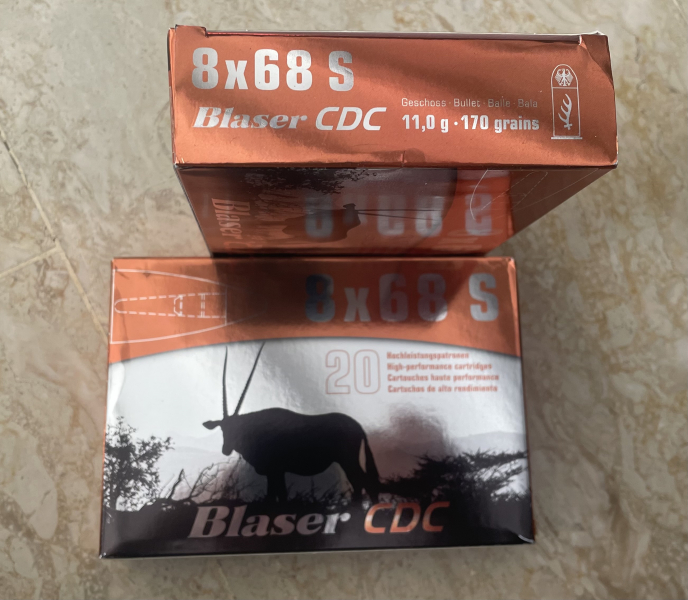 8x68 S
Blaser CDC
Geschoss · Bullet · Balle · Bala
11,0 g · 170 grains
Blaser
8x68 S
8x68 S
20
Hochleistungspatronen
High-performance cartridges
Cartouches haute performance
Cartuchos de alto rendimiento
Blaser CDC